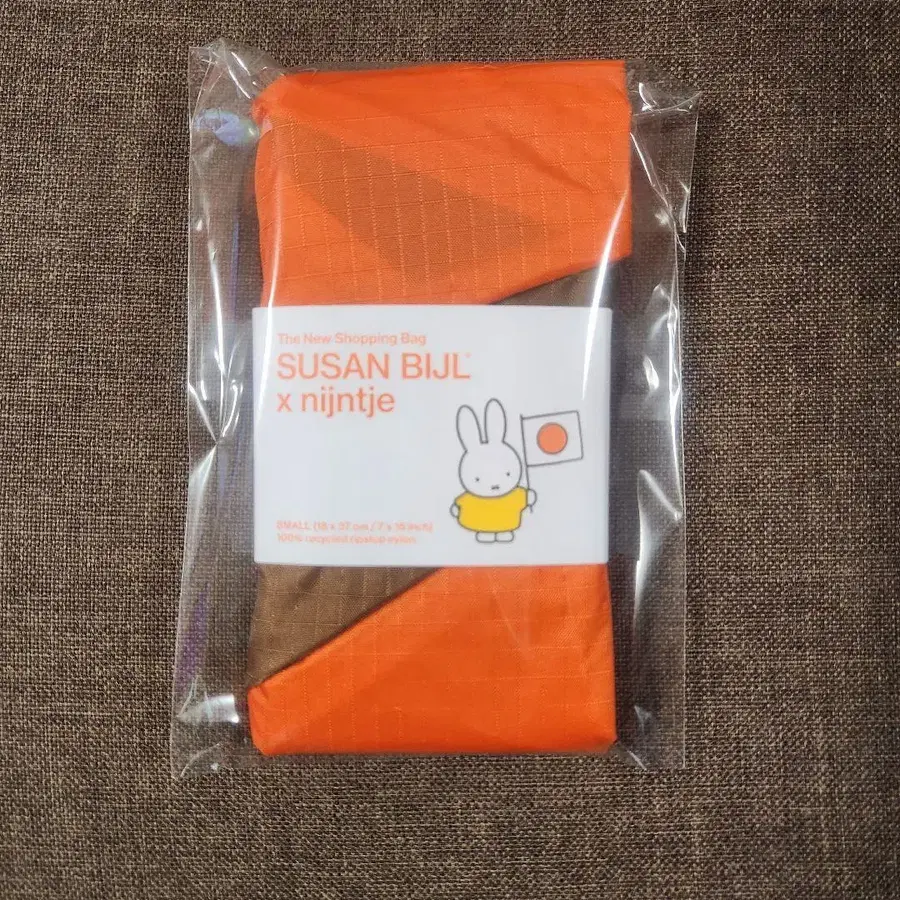 The New Shopping Bag
SUSAN BIJL®
x nijntje
SMALL (18 x 37 cm / 7 x 15 inch)
100% recycled ripstop nylon